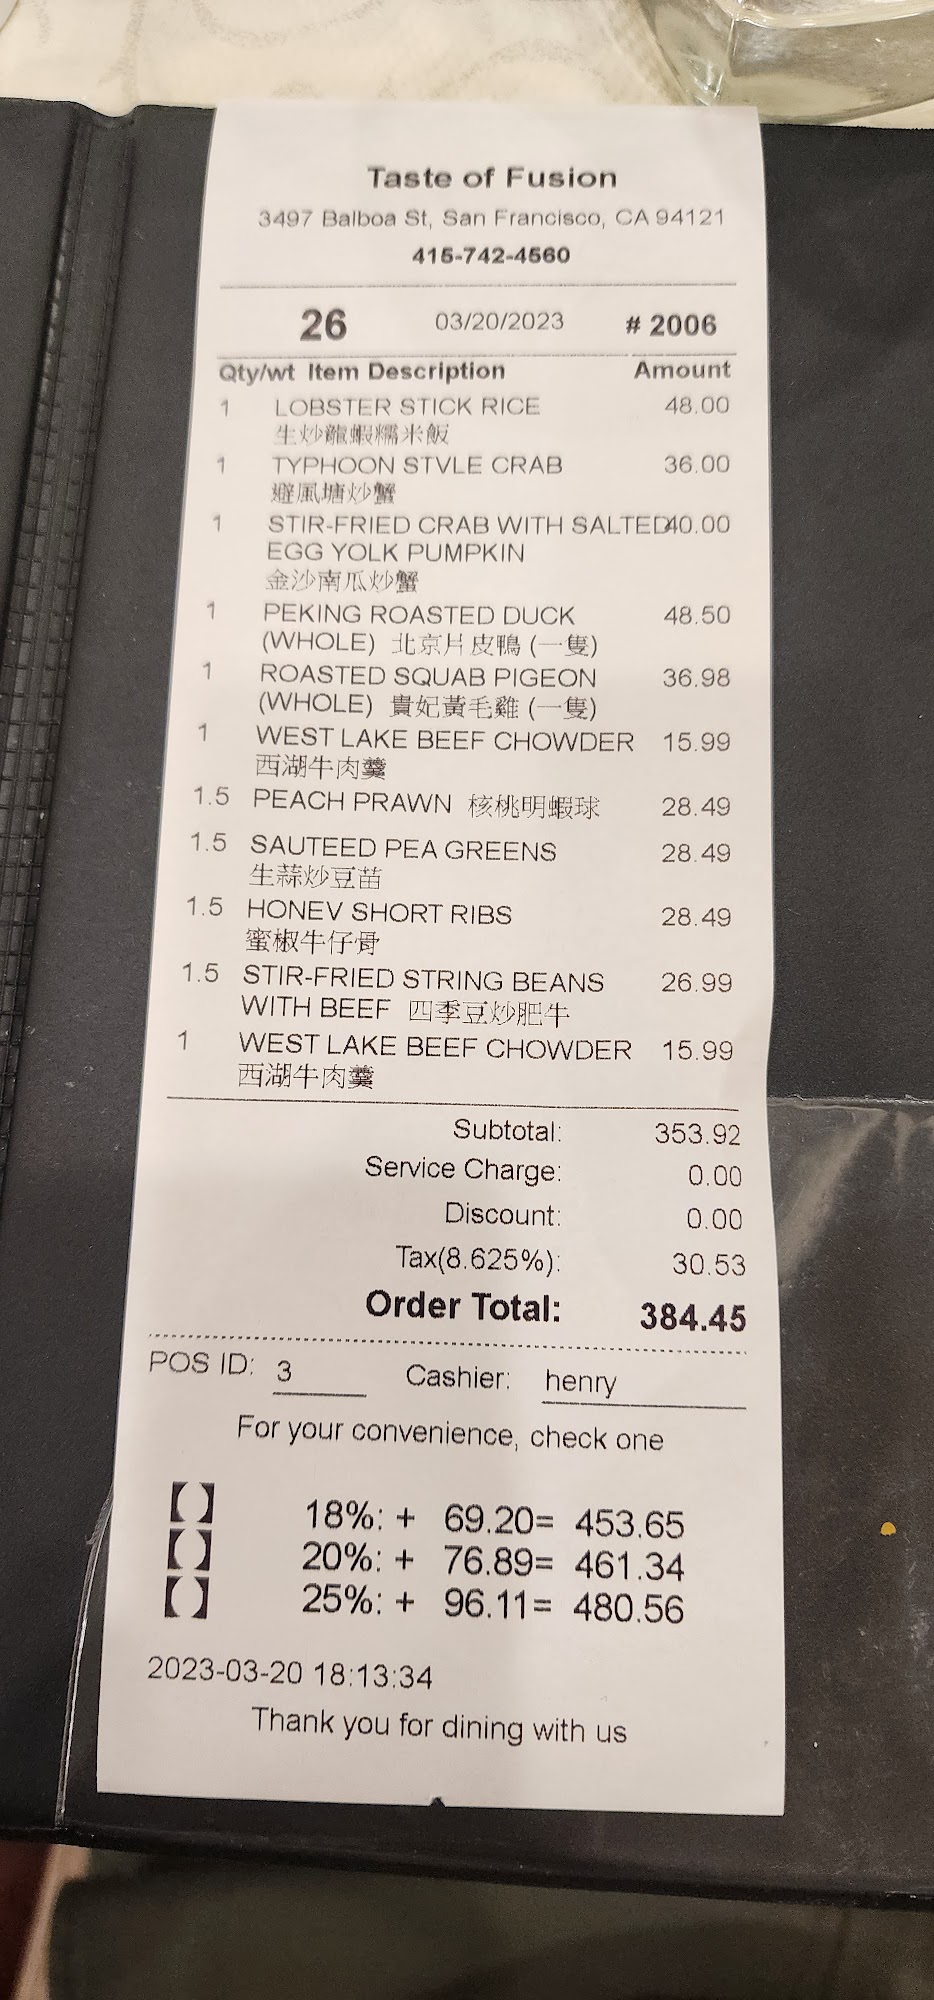 Taste of Fusion
3497 Balboa St, San Francisco, CA 94121
415-742-4560
26 03/20/2023 # 2006
Qty/wt Item Description Amount
1 LOBSTER STICK RICE 48.00
生炒龍蝦糯米飯
1 TYPHOON STVLE CRAB 36.00
避風塘炒蟹
1 STIR-FRIED CRAB WITH SALTED 40.00
EGG YOLK PUMPKIN
金沙南瓜炒蟹
1 PEKING ROASTED DUCK 48.50
(WHOLE) 北京片皮鴨 (一隻)
1 ROASTED SQUAB PIGEON 36.98
(WHOLE) 貴妃黃毛雞 (一隻)
1 WEST LAKE BEEF CHOWDER 15.99
西湖牛肉羹
1.5 PEACH PRAWN 核桃明蝦球 28.49
1.5 SAUTEED PEA GREENS 28.49
生蒜炒豆苗
1.5 HONEV SHORT RIBS 28.49
蜜椒牛仔骨
1.5 STIR-FRIED STRING BEANS 26.99
WITH BEEF 四季豆炒肥牛
1 WEST LAKE BEEF CHOWDER 15.99
西湖牛肉羹
Subtotal: 353.92
Service Charge: 0.00
Discount: 0.00
Tax(8.625%): 30.53
Order Total: 384.45
POS ID: 3 Cashier: henry
For your convenience, check one
18%: + 69.20= 453.65
20%: + 76.89= 461.34
25%: + 96.11= 480.56
2023-03-20 18:13:34
Thank you for dining with us